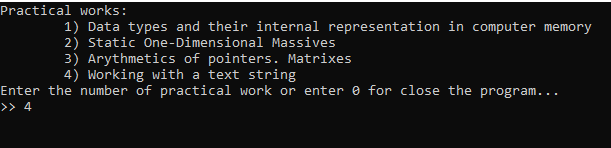 Practical works:
1) Data types and their internal representation in computer memory
2) Static One-Dimensional Massives
3) Arythmetics of pointers. Matrixes
4) Working with a text string
Enter the number of practical work or enter 0 for close the program...
>> 4